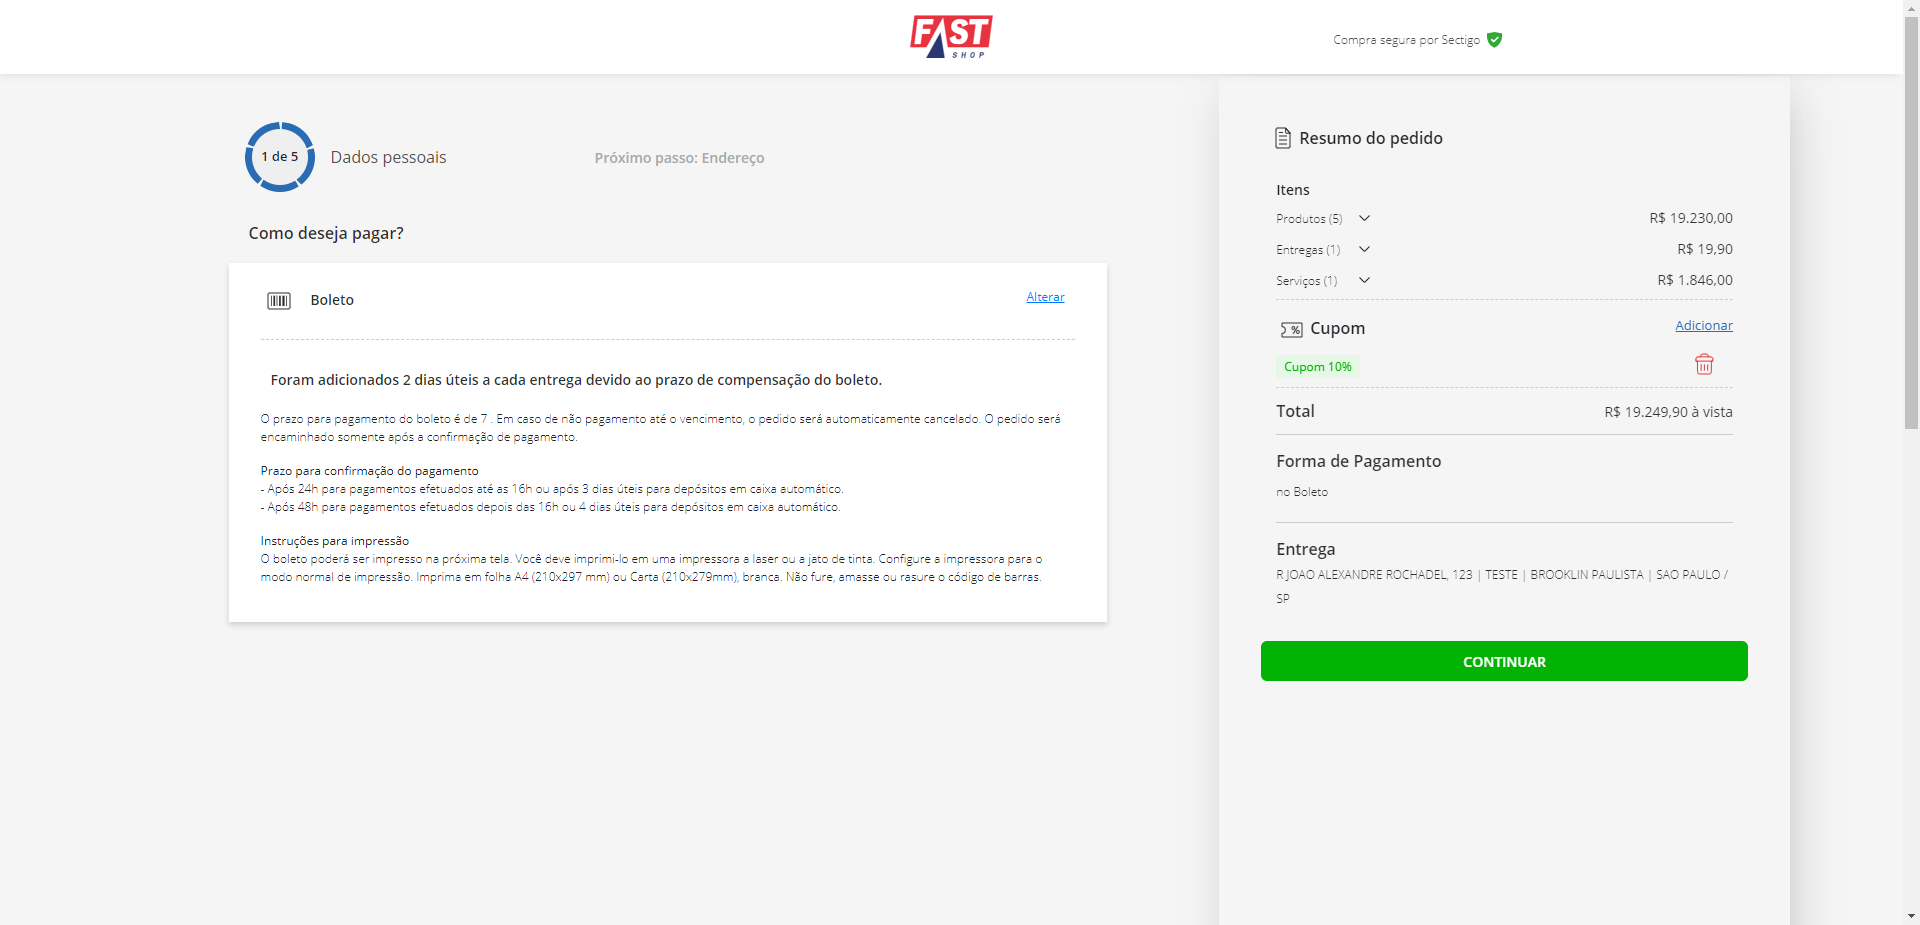 FAST
SHOP
Compra segura por Sectigo
1 de 5
Dados pessoais
Próximo passo: Endereço
Como deseja pagar?
Boleto
Alterar
Foram adicionados 2 dias úteis a cada entrega devido ao prazo de compensação do boleto.
O prazo para pagamento do boleto é de 7 . Em caso de não pagamento até o vencimento, o pedido será automaticamente cancelado. O pedido será
encaminhado somente após a confirmação de pagamento.
Prazo para confirmação do pagamento
- Após 24h para pagamentos efetuados até as 16h ou após 3 dias úteis para depósitos em caixa automático.
- Após 48h para pagamentos efetuados depois das 16h ou 4 dias úteis para depósitos em caixa automático.
Instruções para impressão
O boleto poderá ser impresso na próxima tela. Você deve imprimi-lo em uma impressora a laser ou a jato de tinta. Configure a impressora para o
modo normal de impressão. Imprima em folha A4 (210x297 mm) ou Carta (210x279mm), branca. Não fure, amasse ou rasure o código de barras.
Resumo do pedido
Itens
Produtos (5) R$ 19.230,00
Entregas (1) R$ 19,90
Serviços (1) R$ 1.846,00
% Cupom Adicionar
Cupom 10%
Total R$ 19.249,90 à vista
Forma de Pagamento
no Boleto
Entrega
R JOAO ALEXANDRE ROCHADEL, 123 | TESTE | BROOKLIN PAULISTA | SAO PAULO /
SP
CONTINUAR